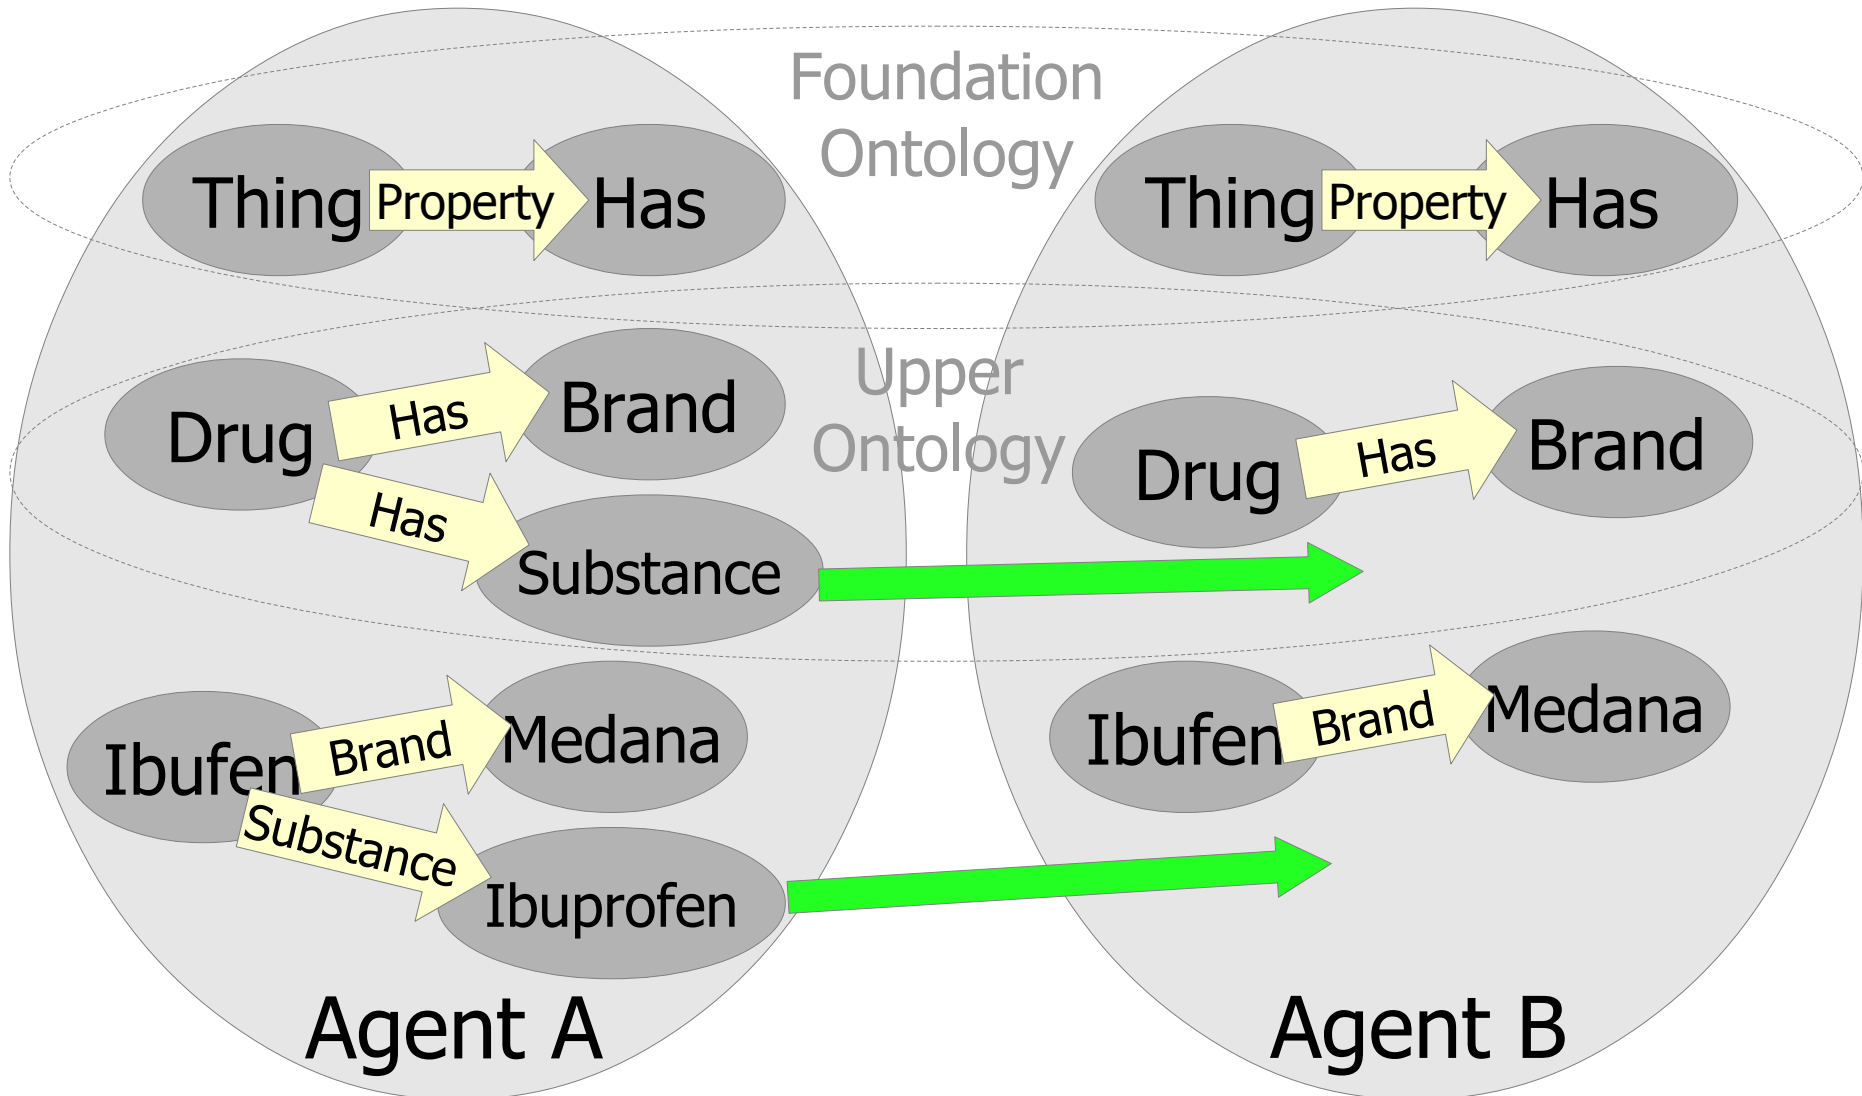 Foundation
Ontology
Thing Property Has
Thing Property Has
Upper
Ontology
Drug Has Brand
Has Substance
Drug Has Brand
Ibufen Brand Medana
Substance Ibuprofen
Ibufen Brand Medana
Agent A
Agent B